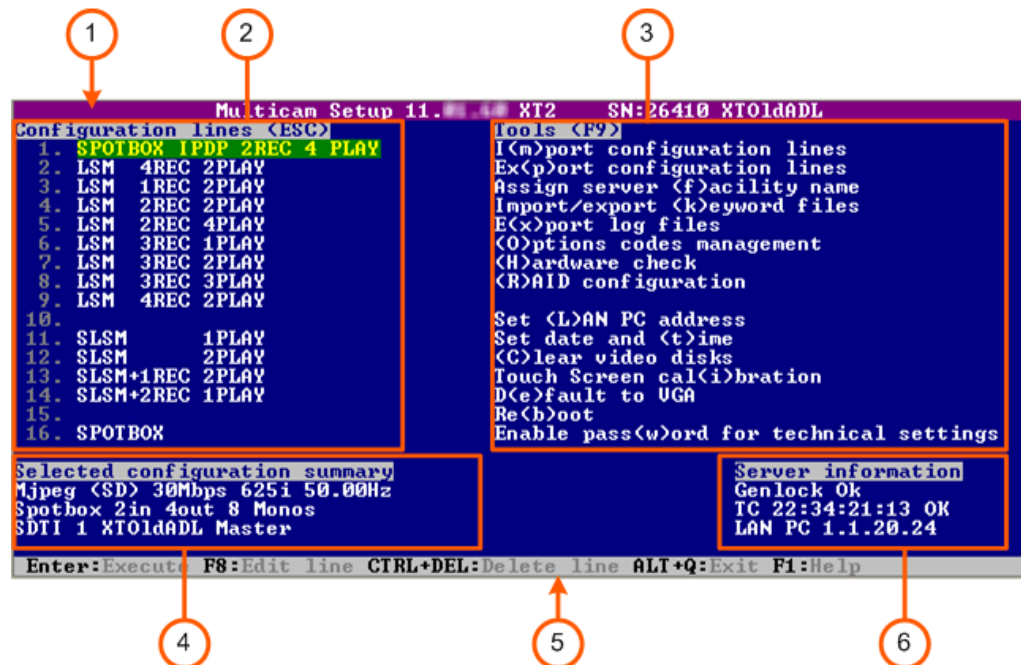 1
2
3
Multicam Setup 11. XT2 SN:26410 XTOldADL
Configuration lines (ESC)
1. SPOTBOX IPDP 2REC 4 PLAY
2. LSM 4REC 2PLAY
3. LSM 1REC 2PLAY
4. LSM 2REC 2PLAY
5. LSM 2REC 4PLAY
6. LSM 3REC 1PLAY
7. LSM 3REC 2PLAY
8. LSM 3REC 3PLAY
9. LSM 4REC 2PLAY
10.
11. SLSM 1PLAY
12. SLSM 2PLAY
13. SLSM+1REC 2PLAY
14. SLSM+2REC 1PLAY
15.
16. SPOTBOX
Tools (F9)
I(m)port configuration lines
Ex(p)ort configuration lines
Assign server (f)acility name
Import/export (k)eyword files
E(x)port log files
(O)ptions codes management
(H)ardware check
(R)AID configuration
Set (L)AN PC address
Set date and (t)ime
(C)lear video disks
Touch Screen cal(i)bration
D(e)fault to VGA
Re(b)oot
Enable pass(w)ord for technical settings
Selected configuration summary
Mjpeg (SD) 30Mbps 625i 50.00Hz
Spotbox 2in 4out 8 Monos
SDTI 1 XTOldADL Master
Server information
Genlock Ok
TC 22:34:21:13 OK
LAN PC 1.1.20.24
Enter:Execute F8:Edit line CTRL+DEL:Delete line ALT+Q:Exit F1:Help
4
5
6